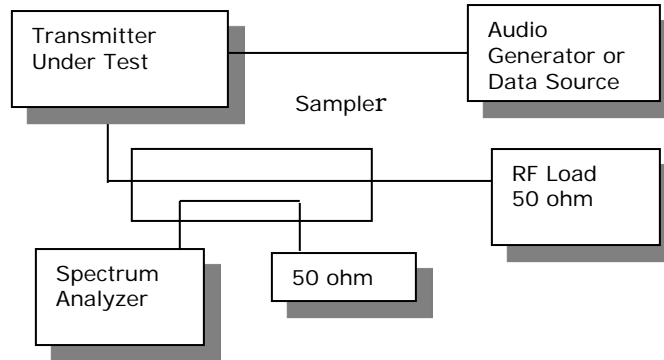 Transmitter
Under Test
Audio
Generator or
Data Source
Sampler
RF Load
50 ohm
Spectrum
Analyzer
50 ohm